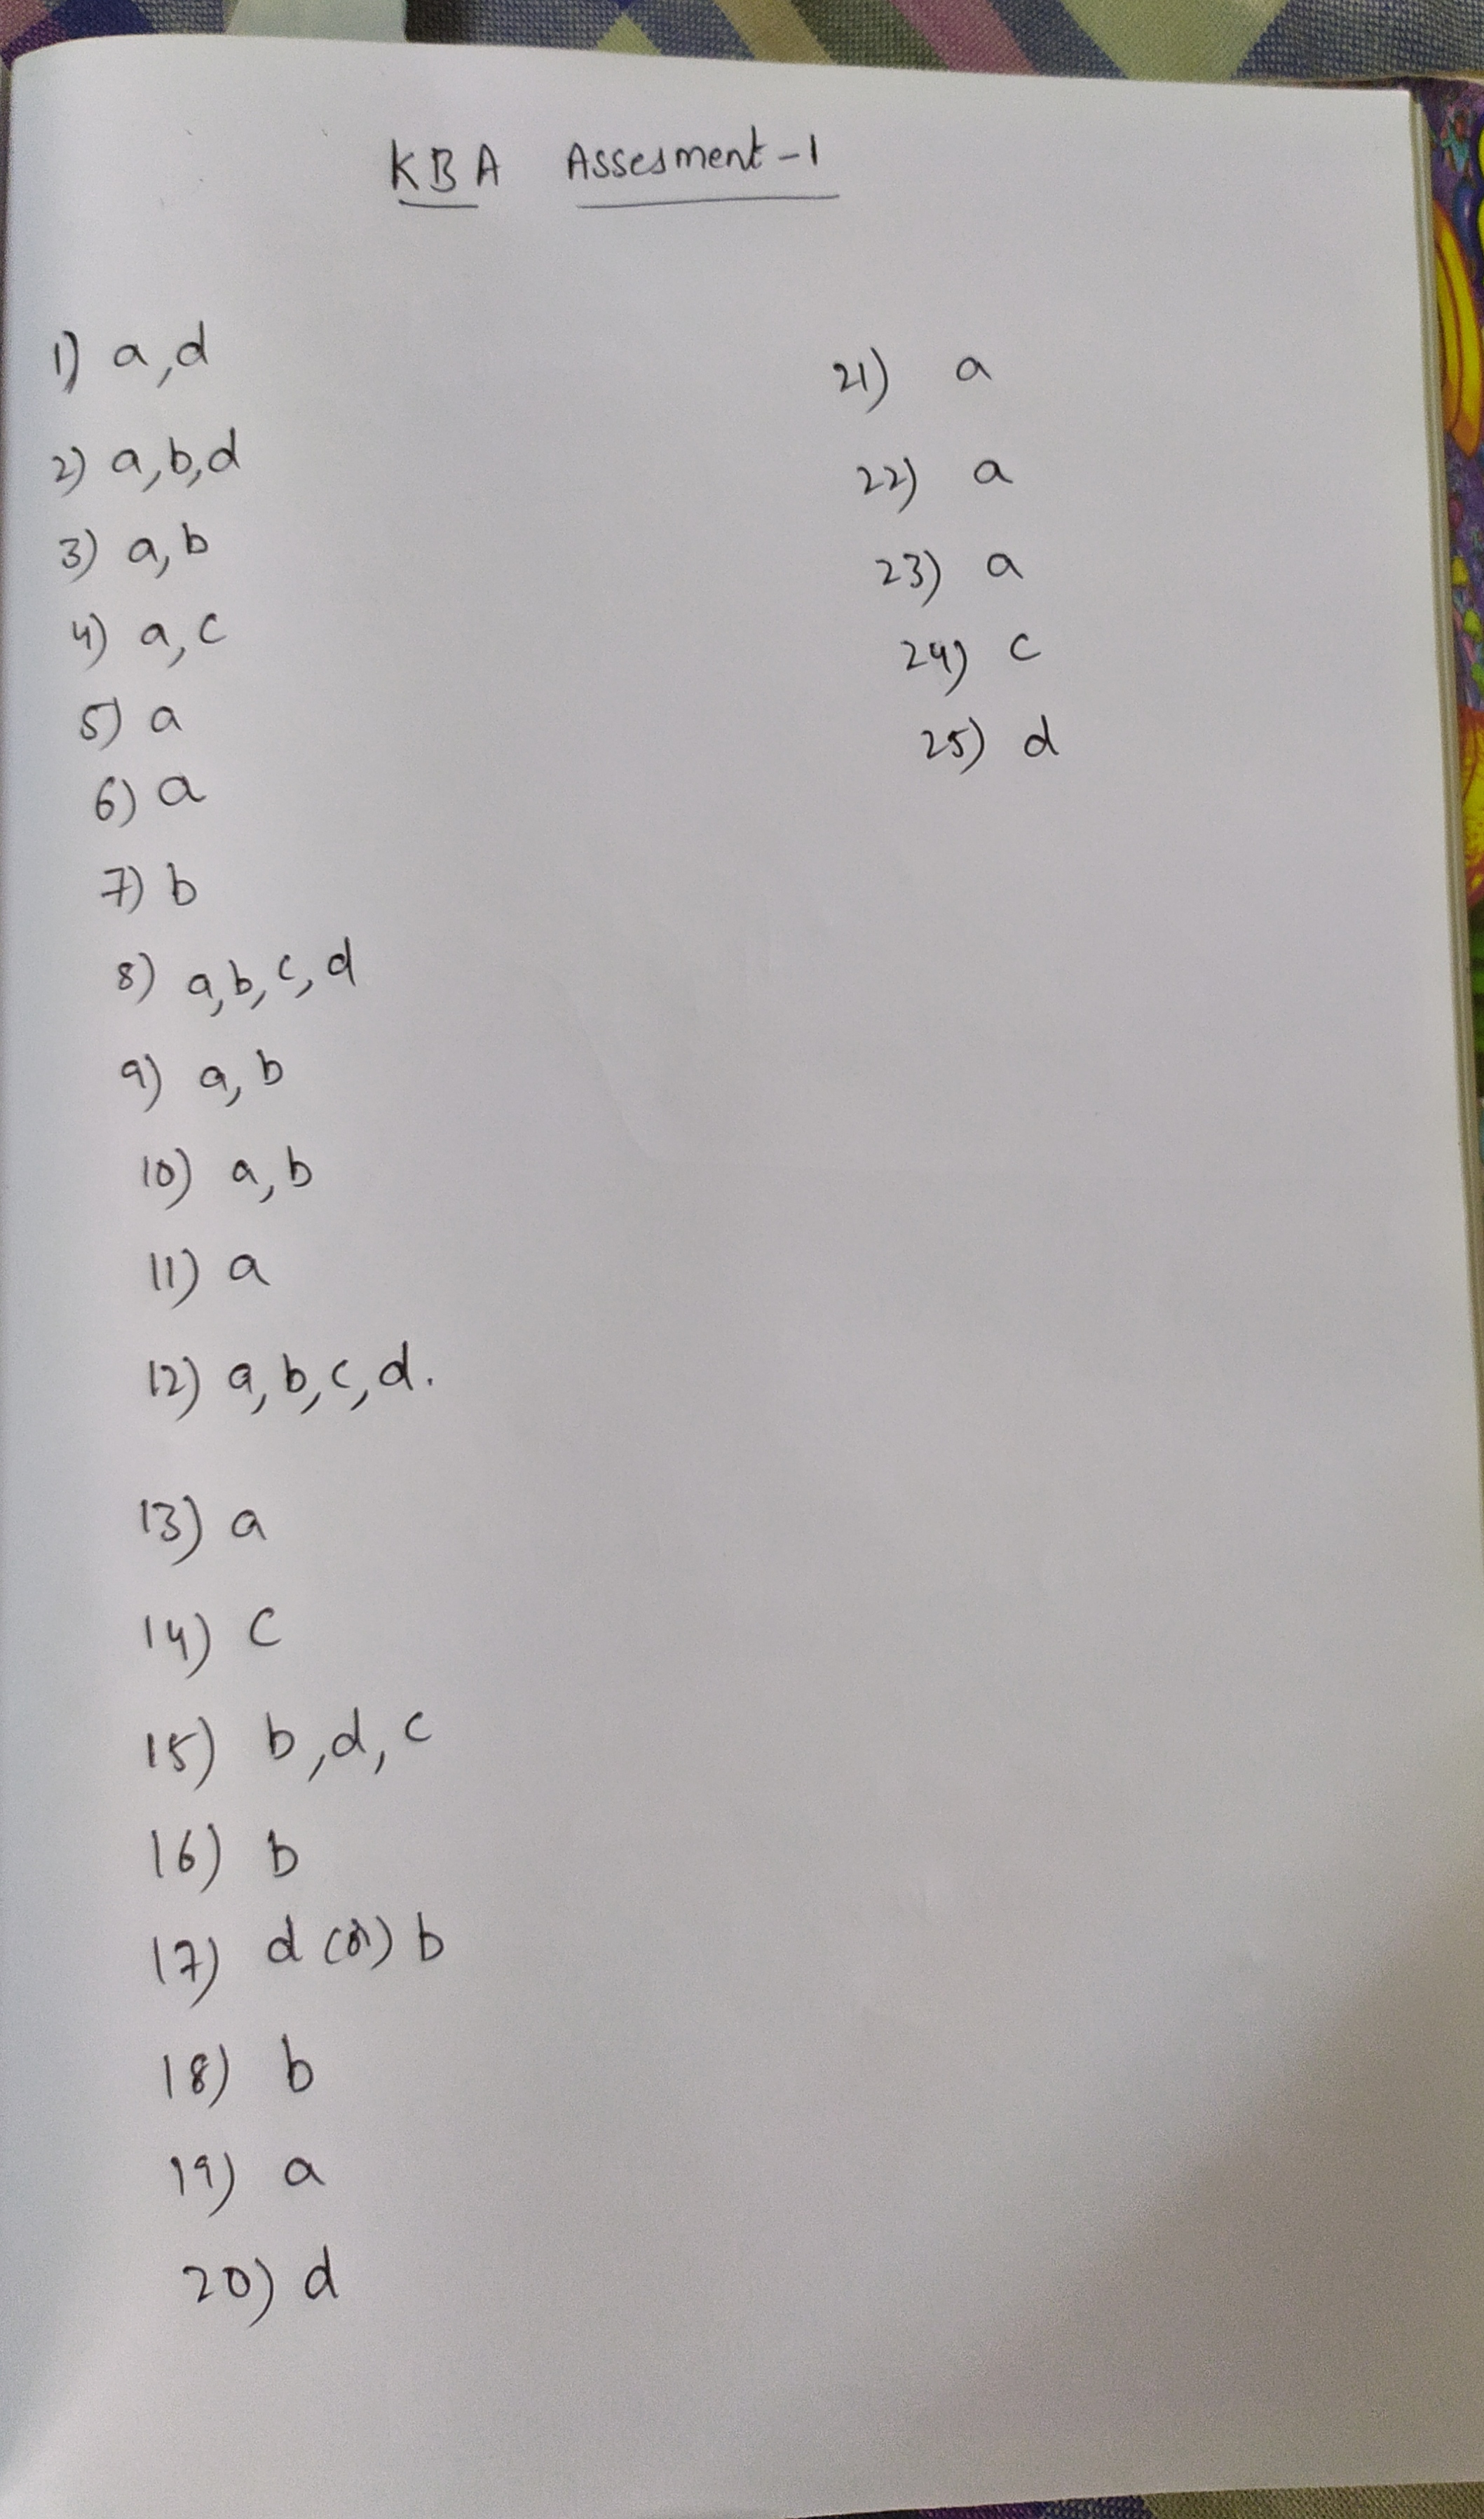 KBA Assesment-1
1) a,d
2) a,b,d
3) a,b
4) a,c
5) a
6) a
7) b
8) a,b,c,d
9) a,b
10) a,b
11) a
12) a,b,c,d.
13) a
14) c
15) b,d,c
16) b
17) d (or) b
18) b
19) a
20) d
21) a
22) a
23) a
24) c
25) d